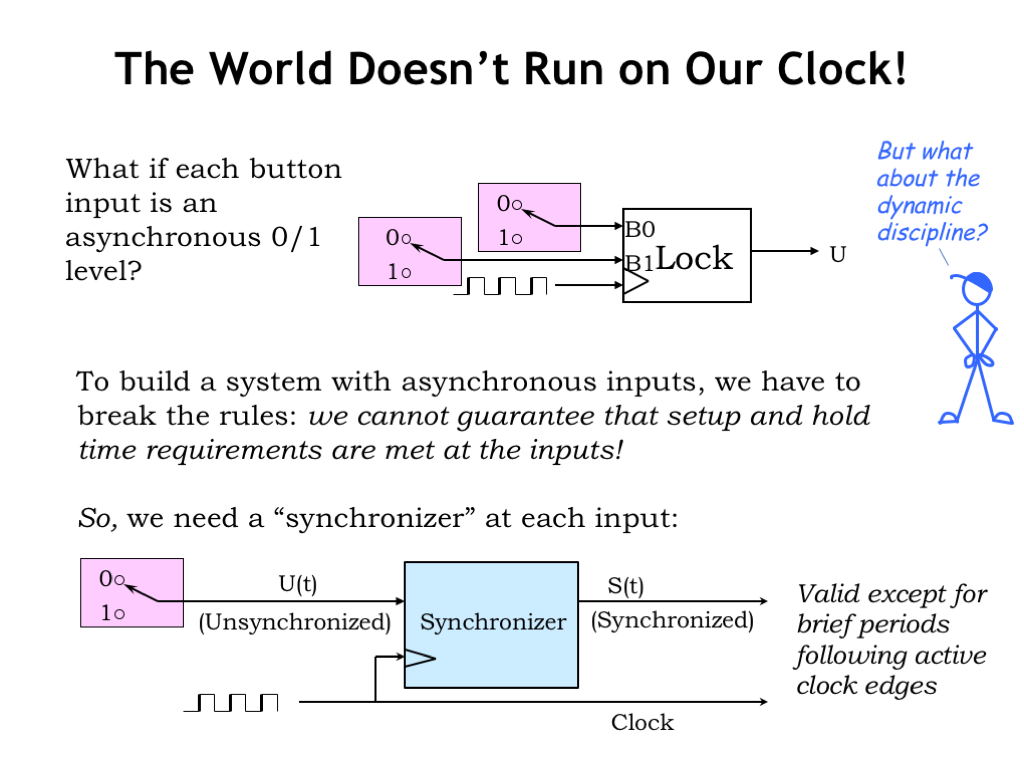 The World Doesn’t Run on Our Clock!
What if each button
input is an
asynchronous 0/1
level?
0
1
0
1
B0
B1
Lock
U
But what
about the
dynamic
discipline?
To build a system with asynchronous inputs, we have to
break the rules: we cannot guarantee that setup and hold
time requirements are met at the inputs!
So, we need a “synchronizer” at each input:
0
1
U(t)
(Unsynchronized)
Synchronizer
S(t)
(Synchronized)
Clock
Valid except for
brief periods
following active
clock edges